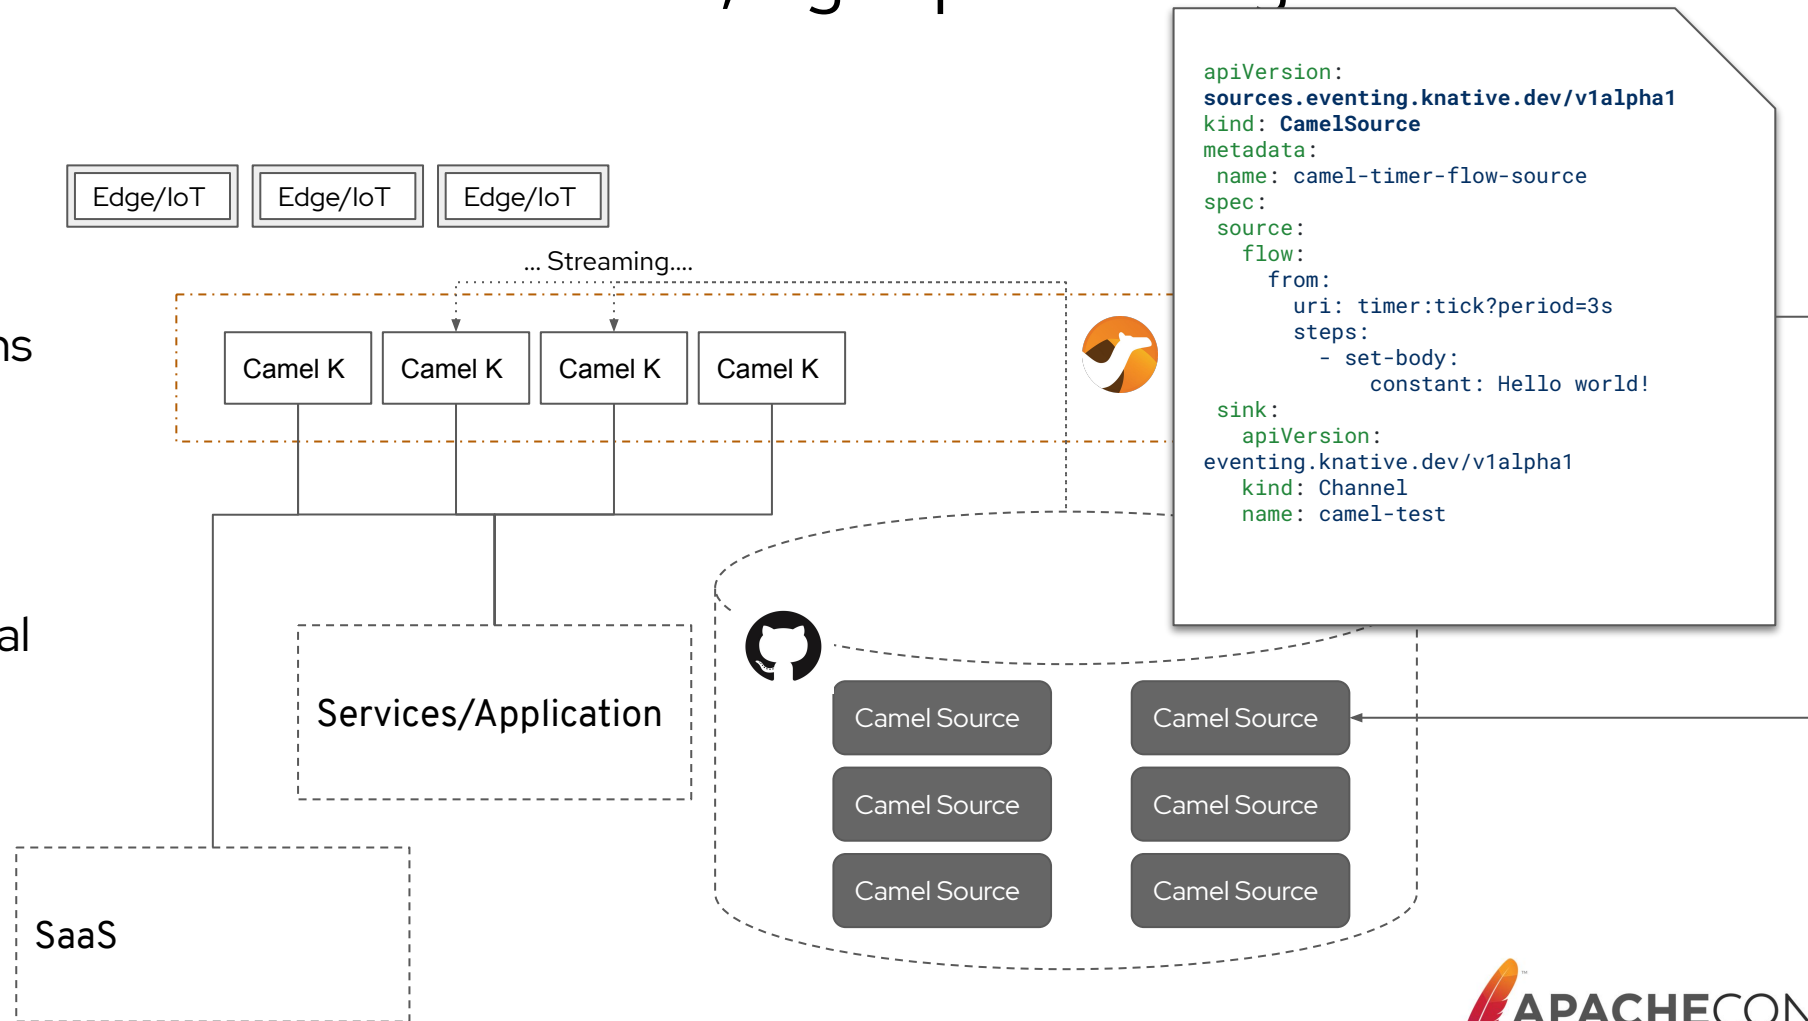 Edge/IoT
Edge/IoT
Edge/IoT
... Streaming....
Camel K
Camel K
Camel K
Camel K
Services/Application
SaaS
Camel Source
Camel Source
Camel Source
Camel Source
Camel Source
Camel Source
apiVersion:
sources.eventing.knative.dev/v1alpha1
kind: CamelSource
metadata:
 name: camel-timer-flow-source
spec:
 source:
   flow:
     from:
       uri: timer:tick?period=3s
       steps:
         - set-body:
             constant: Hello world!
 sink:
   apiVersion:
eventing.knative.dev/v1alpha1
   kind: Channel
   name: camel-test
APACHECON